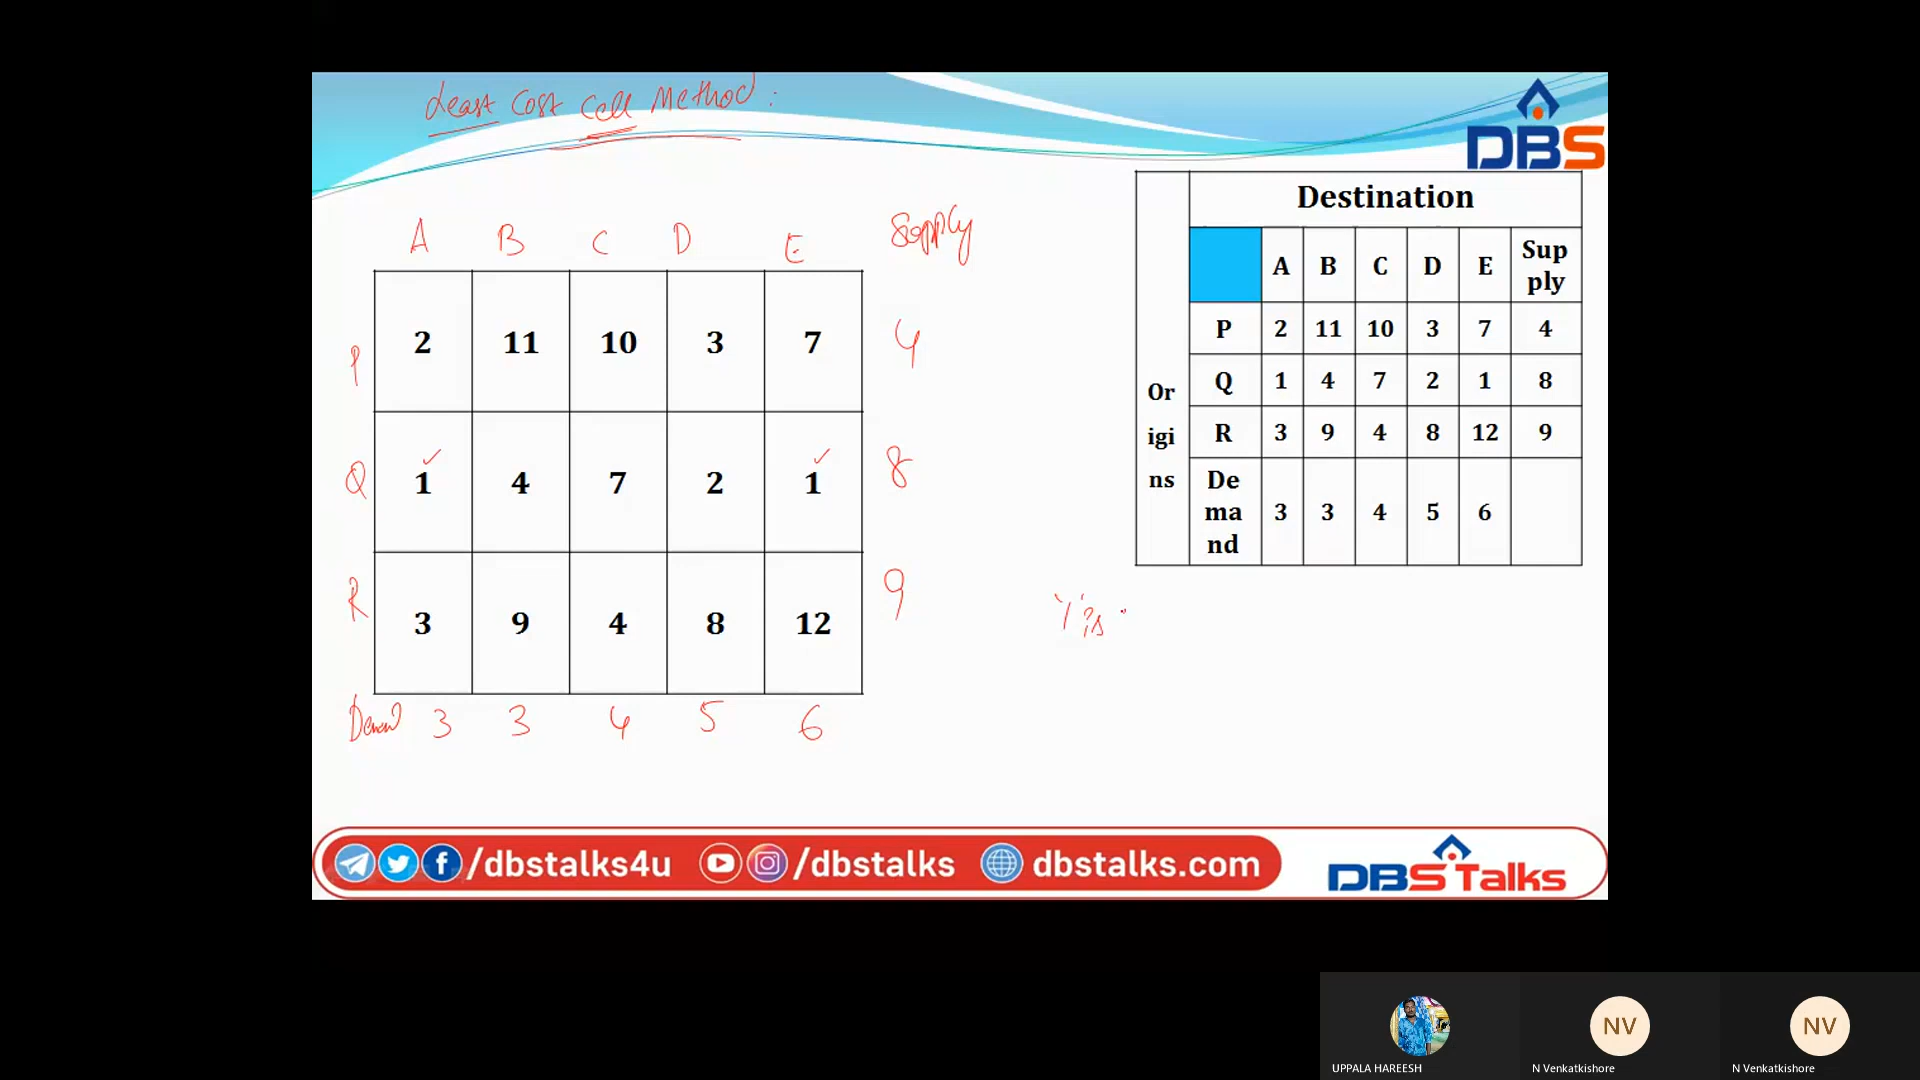 Least Cost Cell Method :
DBS
A B C D E Supply
P 2 11 10 3 7 4
Q 1 4 7 2 1 8
R 3 9 4 8 12 9
3 3 4 5 6
Destination
A B C D E Sup
ply
P 2 11 10 3 7 4
Q 1 4 7 2 1 8
R 3 9 4 8 12 9
Or
igi
ns
De
ma
nd
3 3 4 5 6
/dbstalks4u /dbstalks dbstalks.com
DBS Talks
NV NV
UPPALA HAREESH N Venkatkishore N Venkatkishore